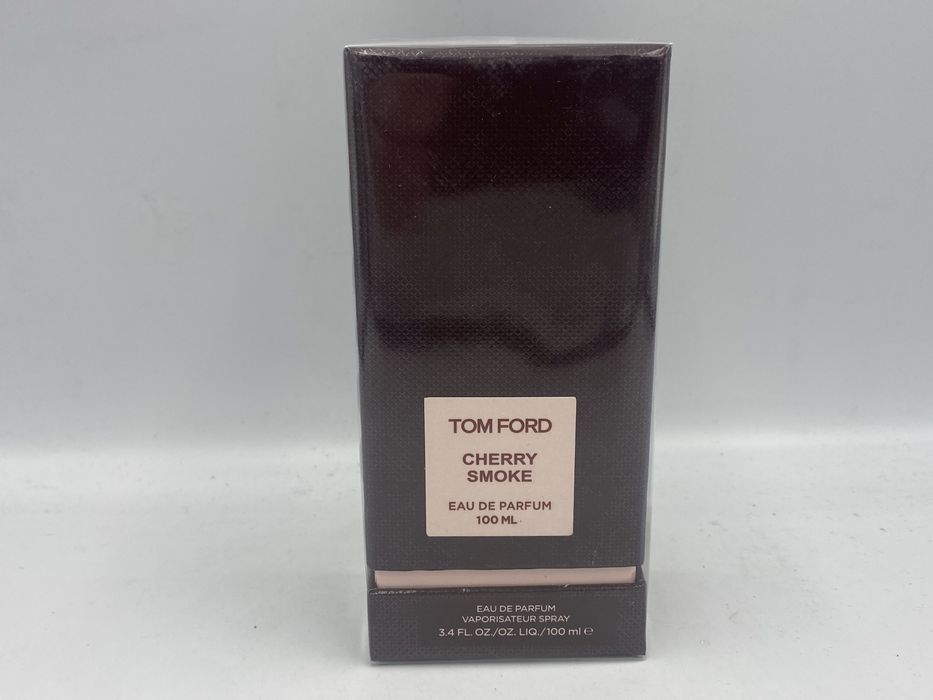 TOM FORD
CHERRY
SMOKE
EAU DE PARFUM
100 ML
EAU DE PARFUM
VAPORISATEUR SPRAY
3.4 FL. OZ./OZ. LIQ./100 ml ℮